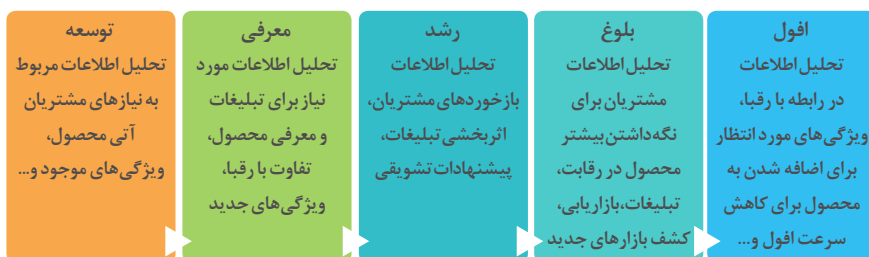 توسعه
تحلیل اطلاعات مربوط
به نیازهای مشتریان
آتی محصول،
ویژگی‌های موجود و...
معرفی
تحلیل اطلاعات مورد
نیاز برای تبلیغات
و معرفی محصول،
تفاوت با رقبا،
ویژگی‌های جدید
رشد
تحلیل اطلاعات
بازخوردهای مشتریان،
اثربخشی تبلیغات،
پیشنهادات تشویقی
بلوغ
تحلیل اطلاعات
مشتریان برای
نگه‌داشتن بیشتر
محصول در رقابت،
تبلیغات،بازاریابی،
کشف بازارهای جدید
افول
تحلیل اطلاعات
در رابطه با رقبا،
ویژگی‌های مورد انتظار
برای اضافه شدن به
محصول برای کاهش
سرعت افول و...